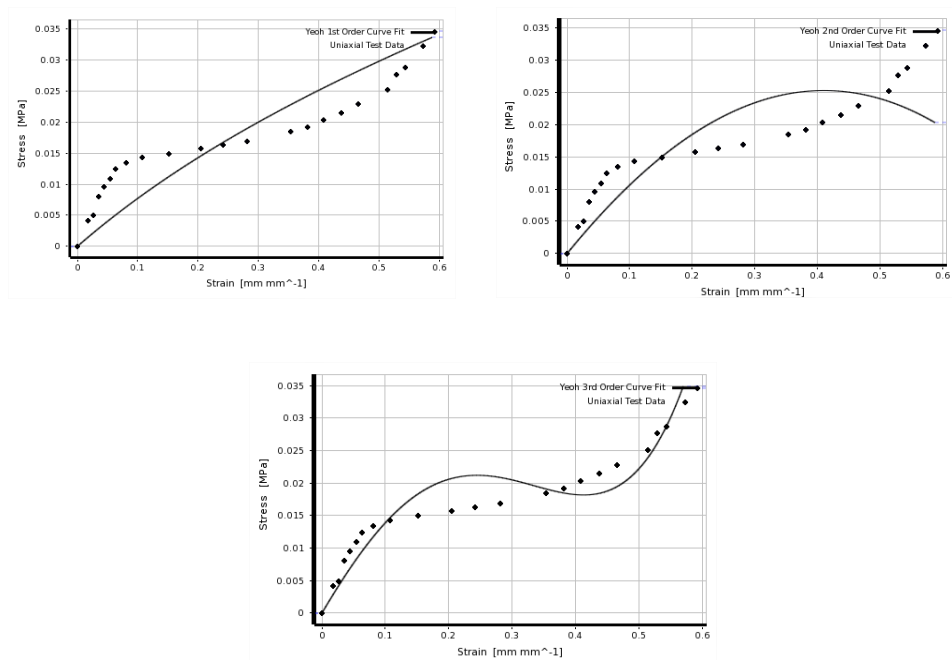 0.035
0.03
0.025
0.02
0.015
0.01
0.005
0
Stress [MPa]
Yeoh 1st Order Curve Fit
Uniaxial Test Data
0 0.1 0.2 0.3 0.4 0.5 0.6
Strain [mm mm^-1]
0.035
0.03
0.025
0.02
0.015
0.01
0.005
0
Stress [MPa]
Yeoh 2nd Order Curve Fit
Uniaxial Test Data
0 0.1 0.2 0.3 0.4 0.5 0.6
Strain [mm mm^-1]
0.035
0.03
0.025
0.02
0.015
0.01
0.005
0
Stress [MPa]
Yeoh 3rd Order Curve Fit
Uniaxial Test Data
0 0.1 0.2 0.3 0.4 0.5 0.6
Strain [mm mm^-1]